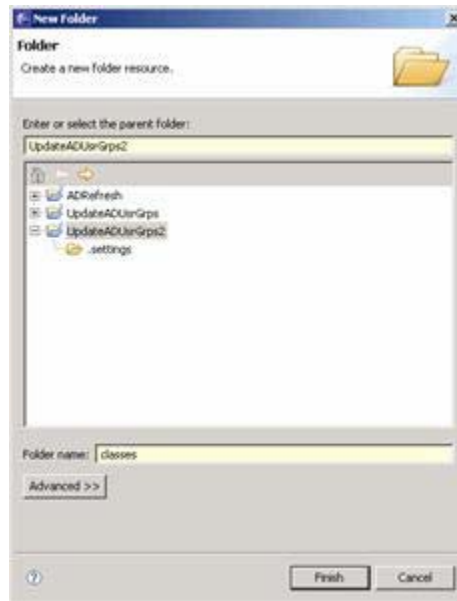 New Folder
Folder
Create a new folder resource.
Enter or select the parent folder:
UpdateADUsrGrps2
ADRefresh
UpdateADUsrGrps
UpdateADUsrGrps2
.settings
Folder name: classes
Advanced >>
Finish Cancel